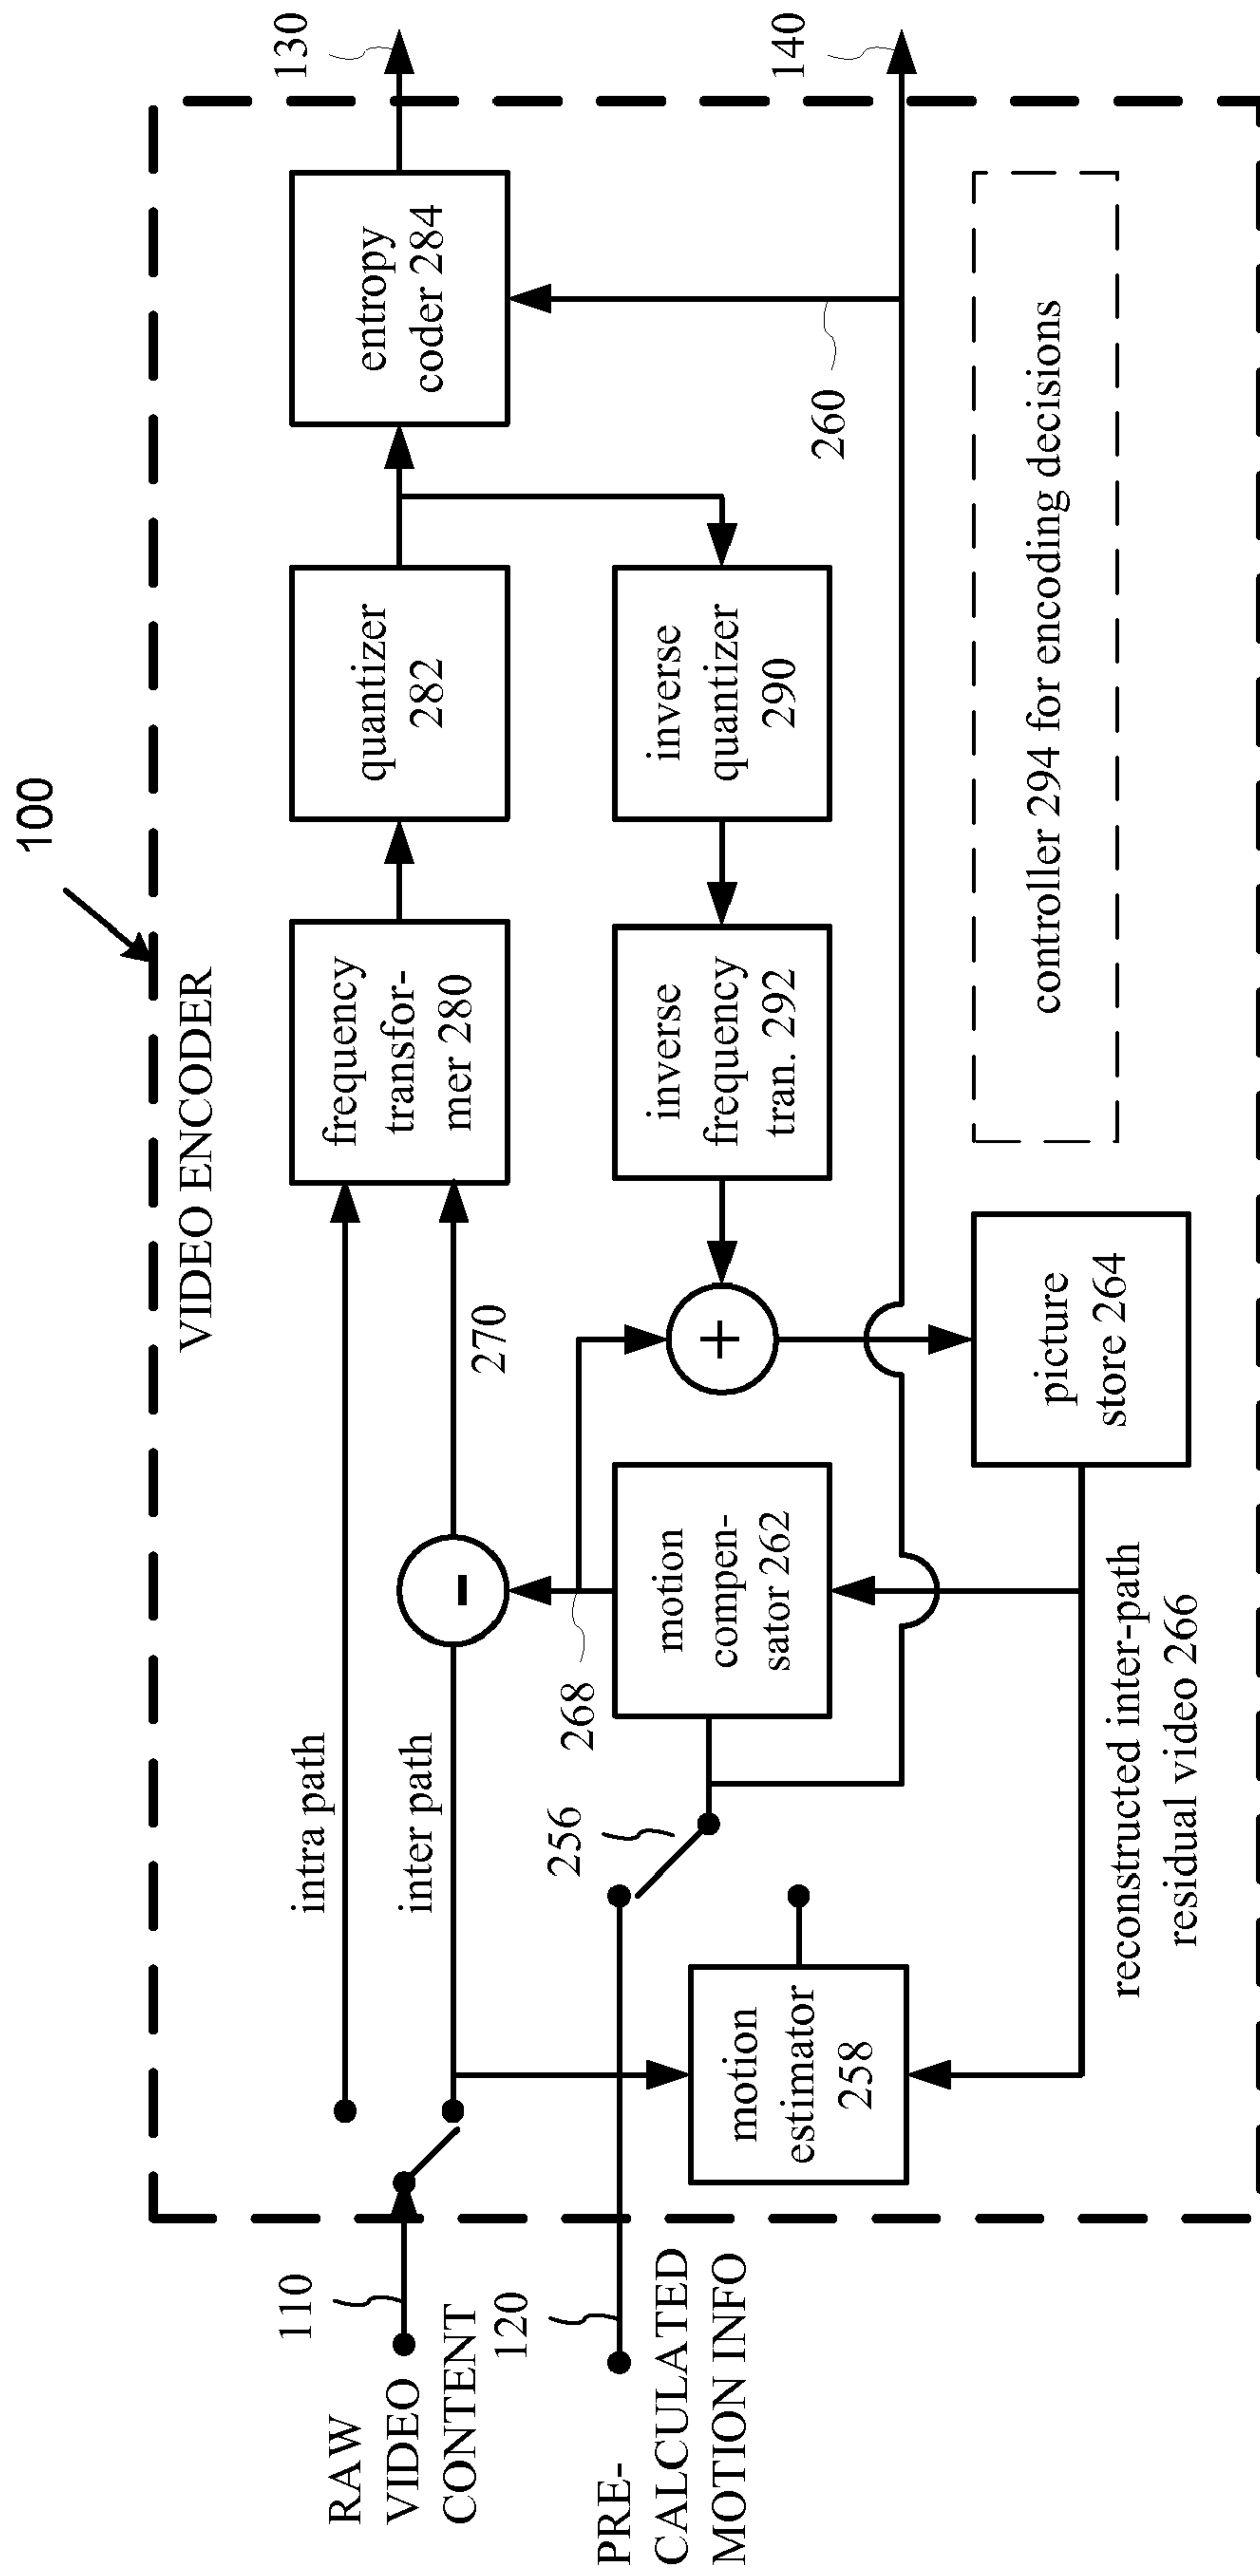 100
VIDEO ENCODER
110
RAW
VIDEO
CONTENT
120
PRE-
CALCULATED
MOTION INFO
intra path
inter path
-
270
frequency
transfor-
mer 280
quantizer
282
entropy
coder 284
130
256
268
motion
compen-
sator 262
+
inverse
frequency
tran. 292
inverse
quantizer
290
260
140
motion
estimator
258
reconstructed inter-path
residual video 266
picture
store 264
controller 294 for encoding decisions